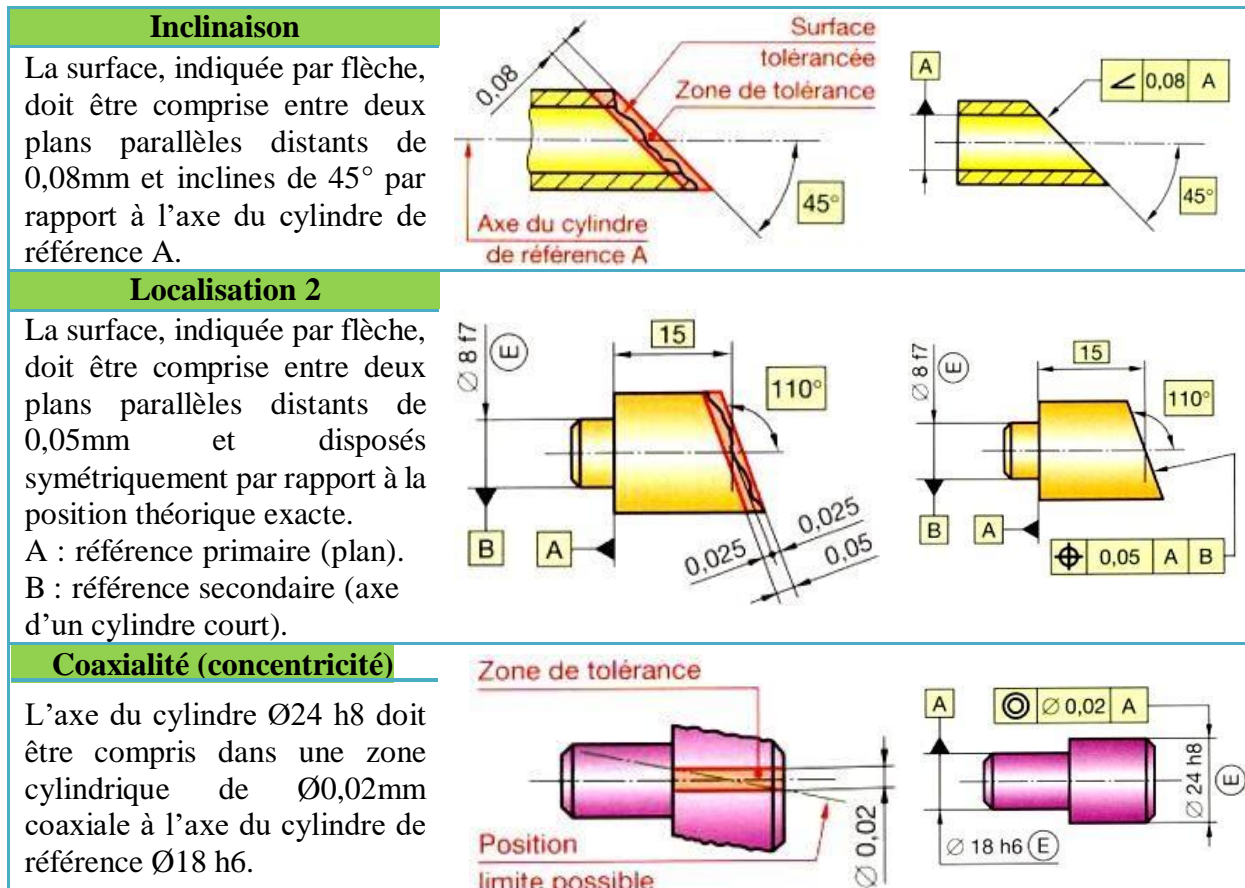 Inclinaison
La surface, indiquée par flèche,
doit être comprise entre deux
plans parallèles distants de
0,08mm et inclines de 45° par
rapport à l'axe du cylindre de
référence A.
0,08
Surface
tolérancée
Zone de tolérance
45°
Axe du cylindre
de référence A
A
∠ 0,08 A
45°
Localisation 2
La surface, indiquée par flèche,
doit être comprise entre deux
plans parallèles distants de
0,05mm et disposés
symétriquement par rapport à la
position théorique exacte.
A : référence primaire (plan).
B : référence secondaire (axe
d'un cylindre court).
∅ 8 f7 Ⓔ
15
110°
B
A
0,025
0,025
0,05
∅ 8 f7 Ⓔ
15
110°
B
A
⌖ 0,05 A B
Coaxialité (concentricité)
L'axe du cylindre Ø24 h8 doit
être compris dans une zone
cylindrique de Ø0,02mm
coaxiale à l'axe du cylindre de
référence Ø18 h6.
Zone de tolérance
Position
limite possible
∅ 0,02
A
◎ ∅ 0,02 A
∅ 24 h8 Ⓔ
∅ 18 h6 Ⓔ